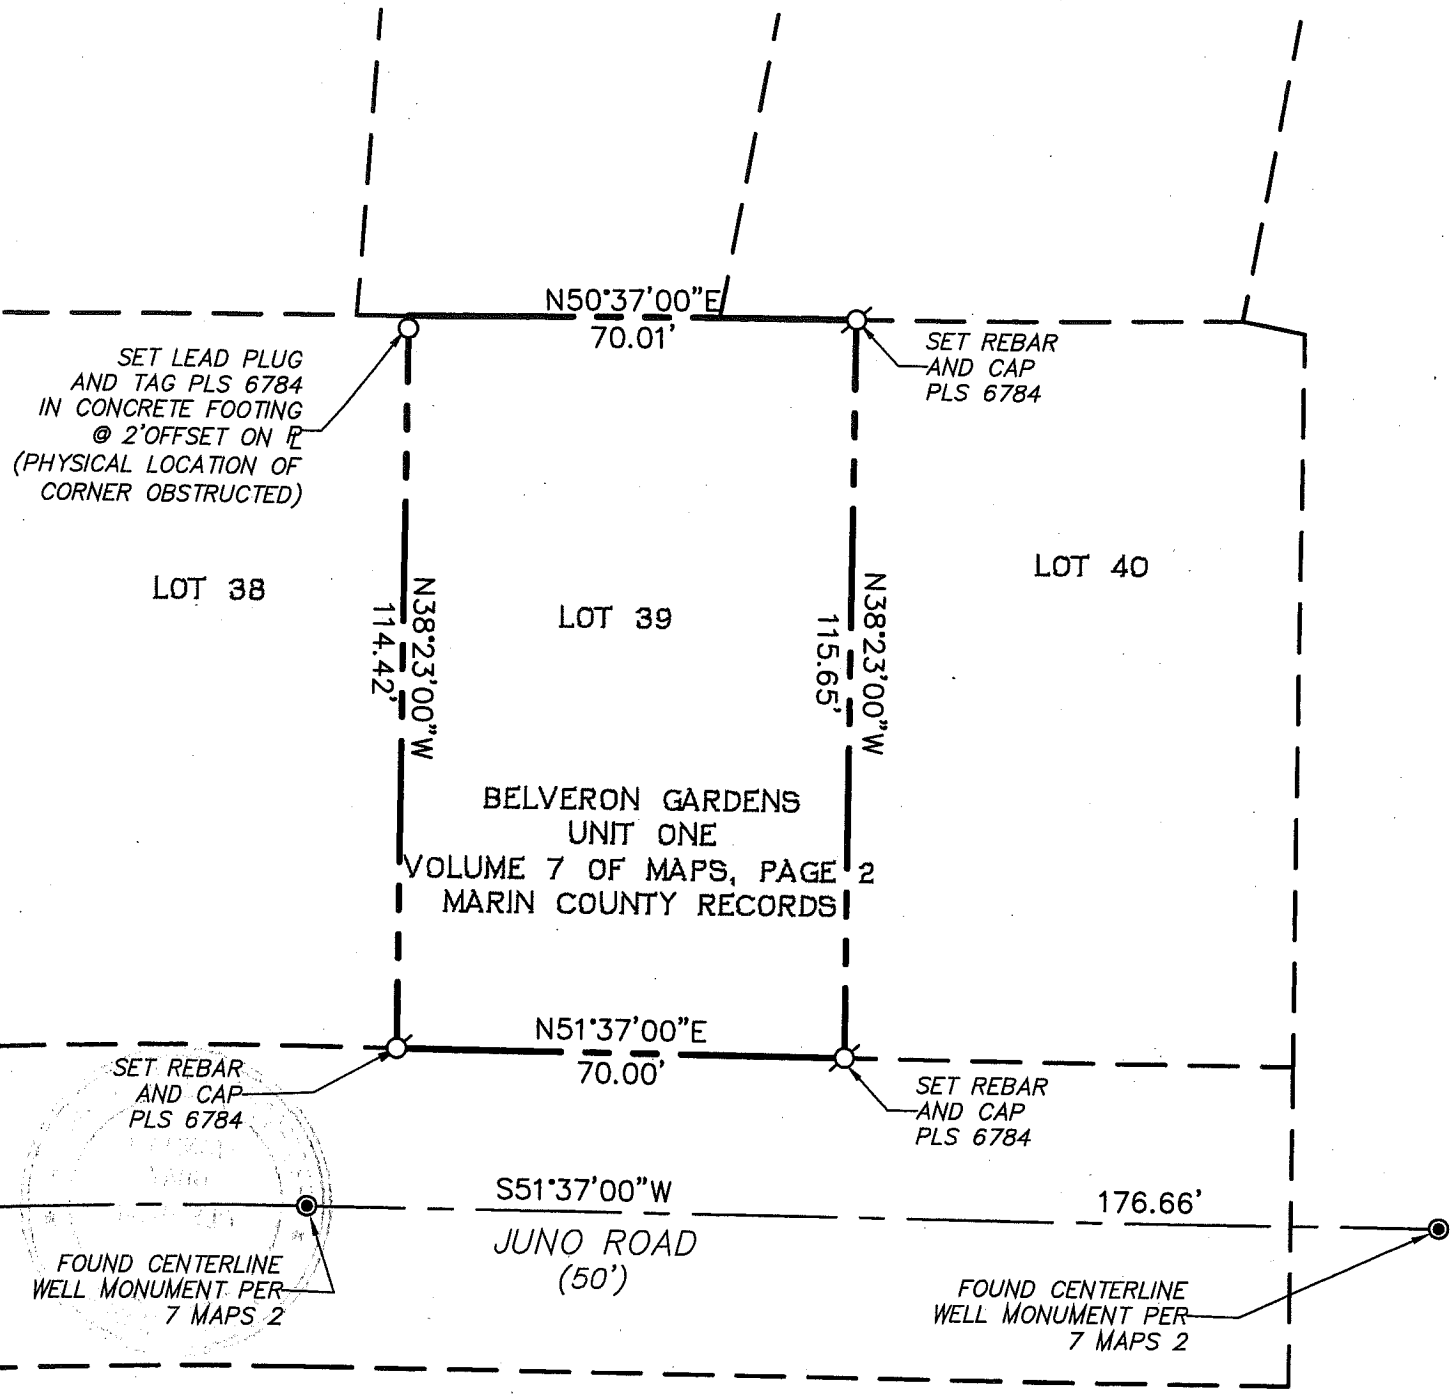 N50°37'00"E
70.01'
SET LEAD PLUG
AND TAG PLS 6784
IN CONCRETE FOOTING
@ 2'OFFSET ON ⅊
(PHYSICAL LOCATION OF
CORNER OBSTRUCTED)
SET REBAR
AND CAP
PLS 6784
LOT 38
N38°23'00"W
114.42'
LOT 39
N38°23'00"W
115.65'
LOT 40
BELVERON GARDENS
UNIT ONE
VOLUME 7 OF MAPS, PAGE 2
MARIN COUNTY RECORDS
N51°37'00"E
70.00'
SET REBAR
AND CAP
PLS 6784
SET REBAR
AND CAP
PLS 6784
S51°37'00"W
176.66'
JUNO ROAD
(50')
FOUND CENTERLINE
WELL MONUMENT PER
7 MAPS 2
FOUND CENTERLINE
WELL MONUMENT PER
7 MAPS 2